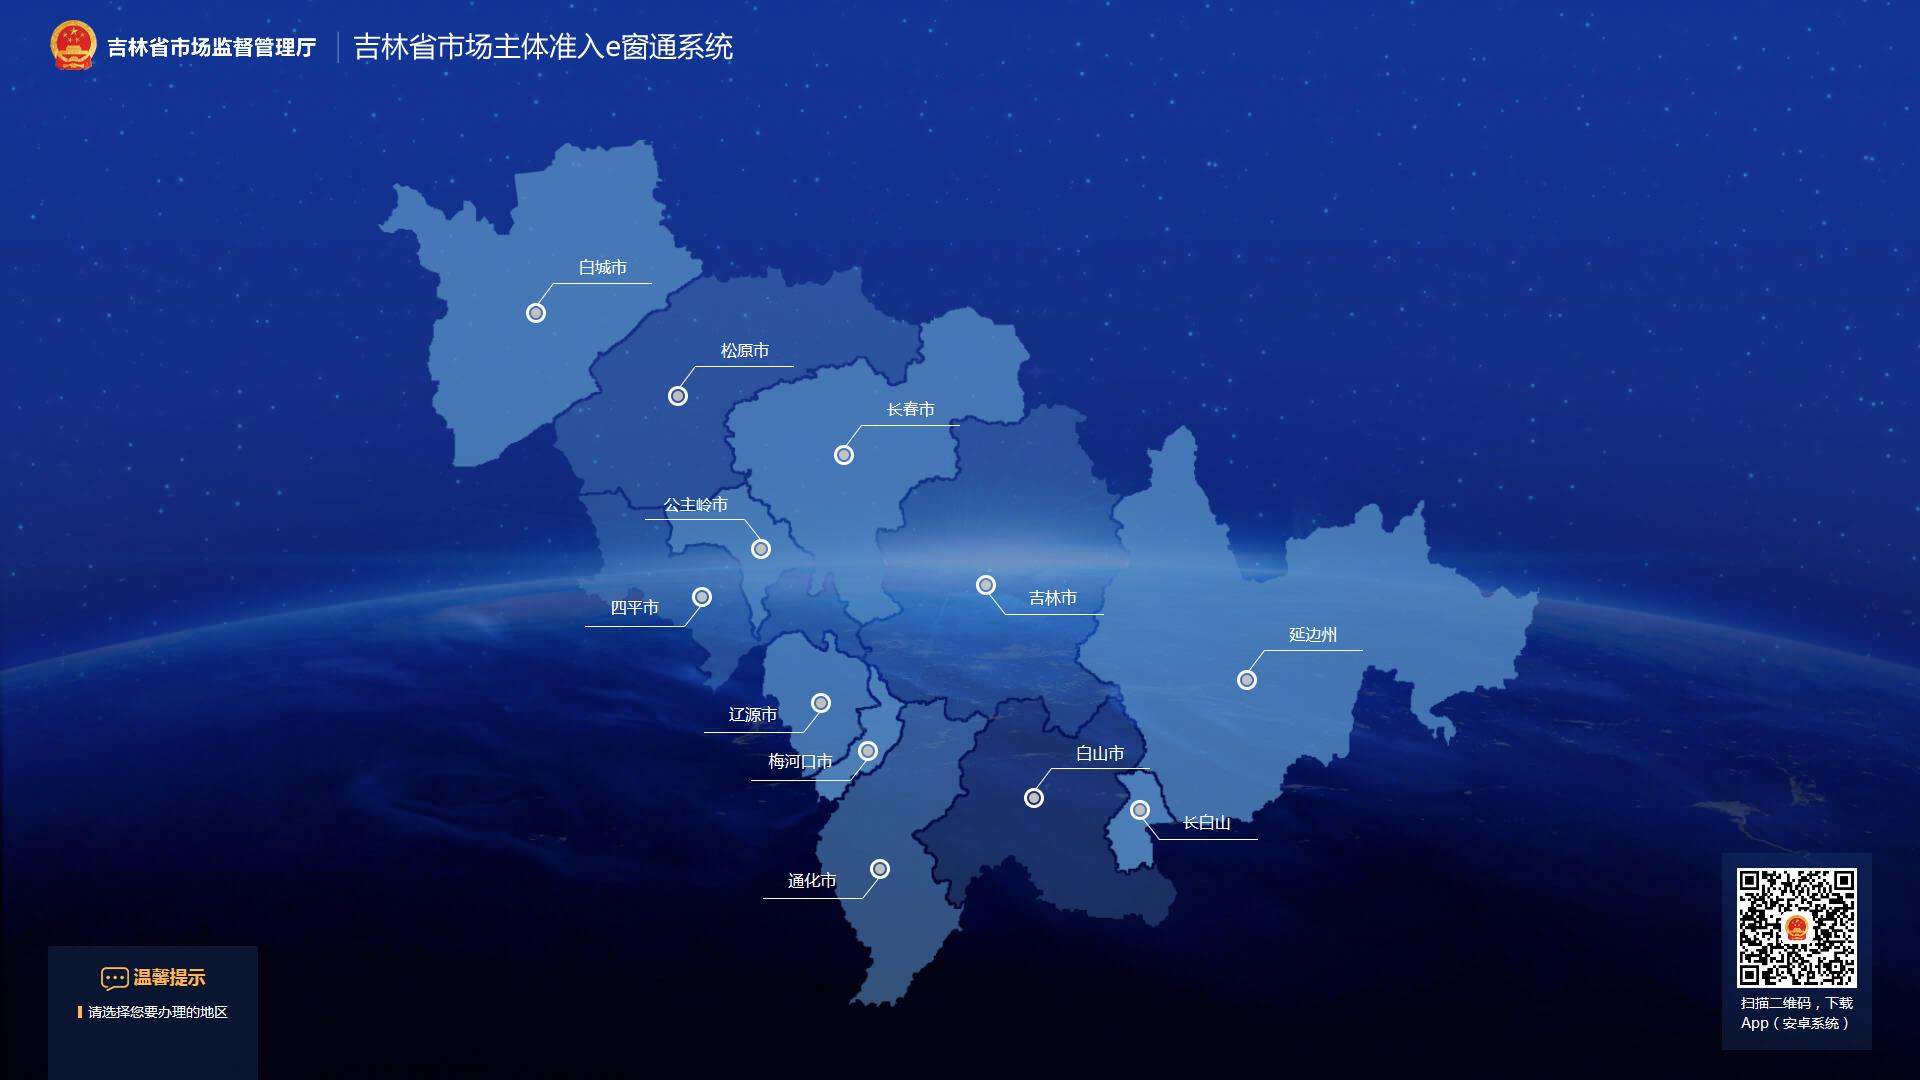 吉林省市场监督管理厅
吉林省市场主体准入e窗通系统
白城市
松原市
长春市
公主岭市
四平市
吉林市
延边州
辽源市
梅河口市
白山市
长白山
通化市
温馨提示
请选择您要办理的地区
扫描二维码，下载
App（安卓系统）